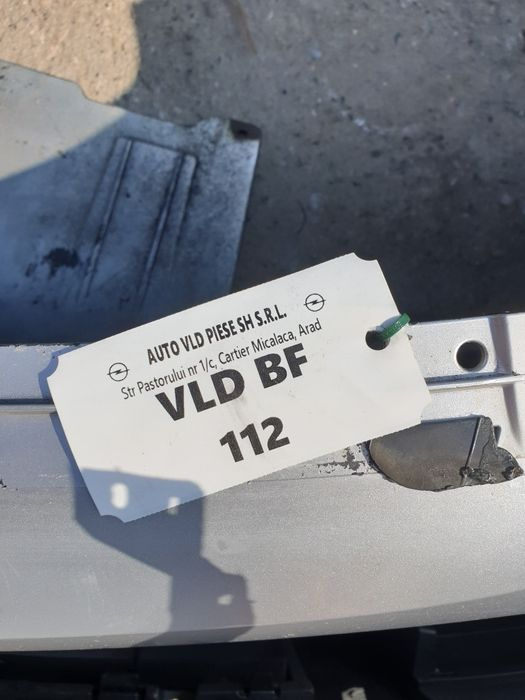 AUTO VLD PIESE SH S.R.L.
Str Pastorului nr 1/c, Cartier Micalaca, Arad
VLD BF
112